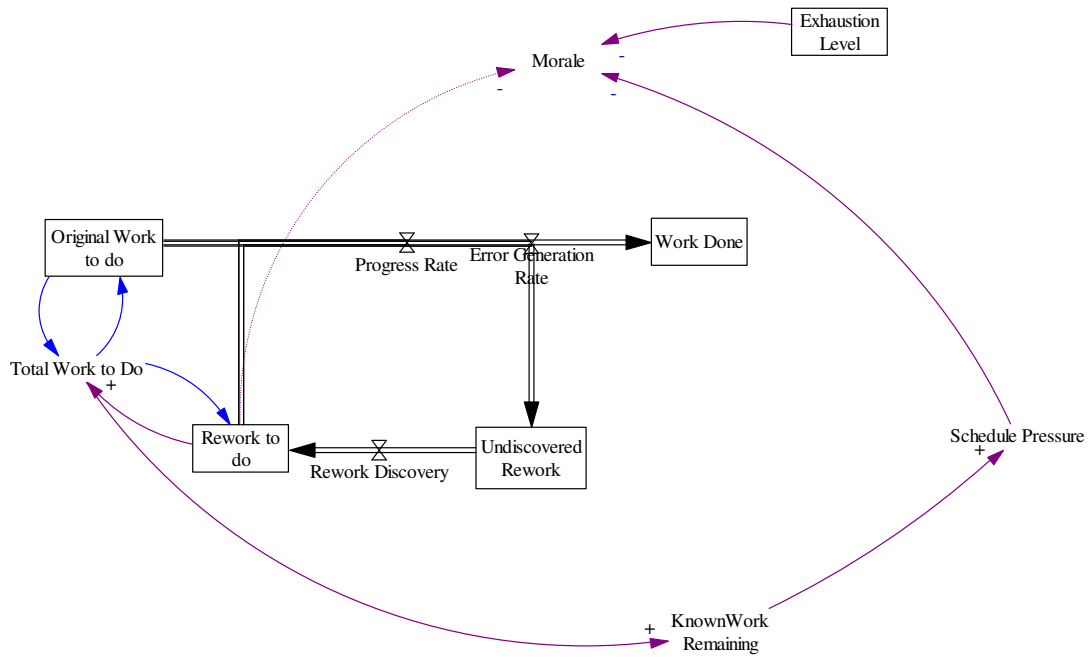 Exhaustion
Level
Morale
-
-
-
Original Work
to do
Work Done
Progress Rate
Error Generation
Rate
Total Work to Do
+
Rework to
do
Rework Discovery
Undiscovered
Rework
Schedule Pressure
+
+
KnownWork
Remaining